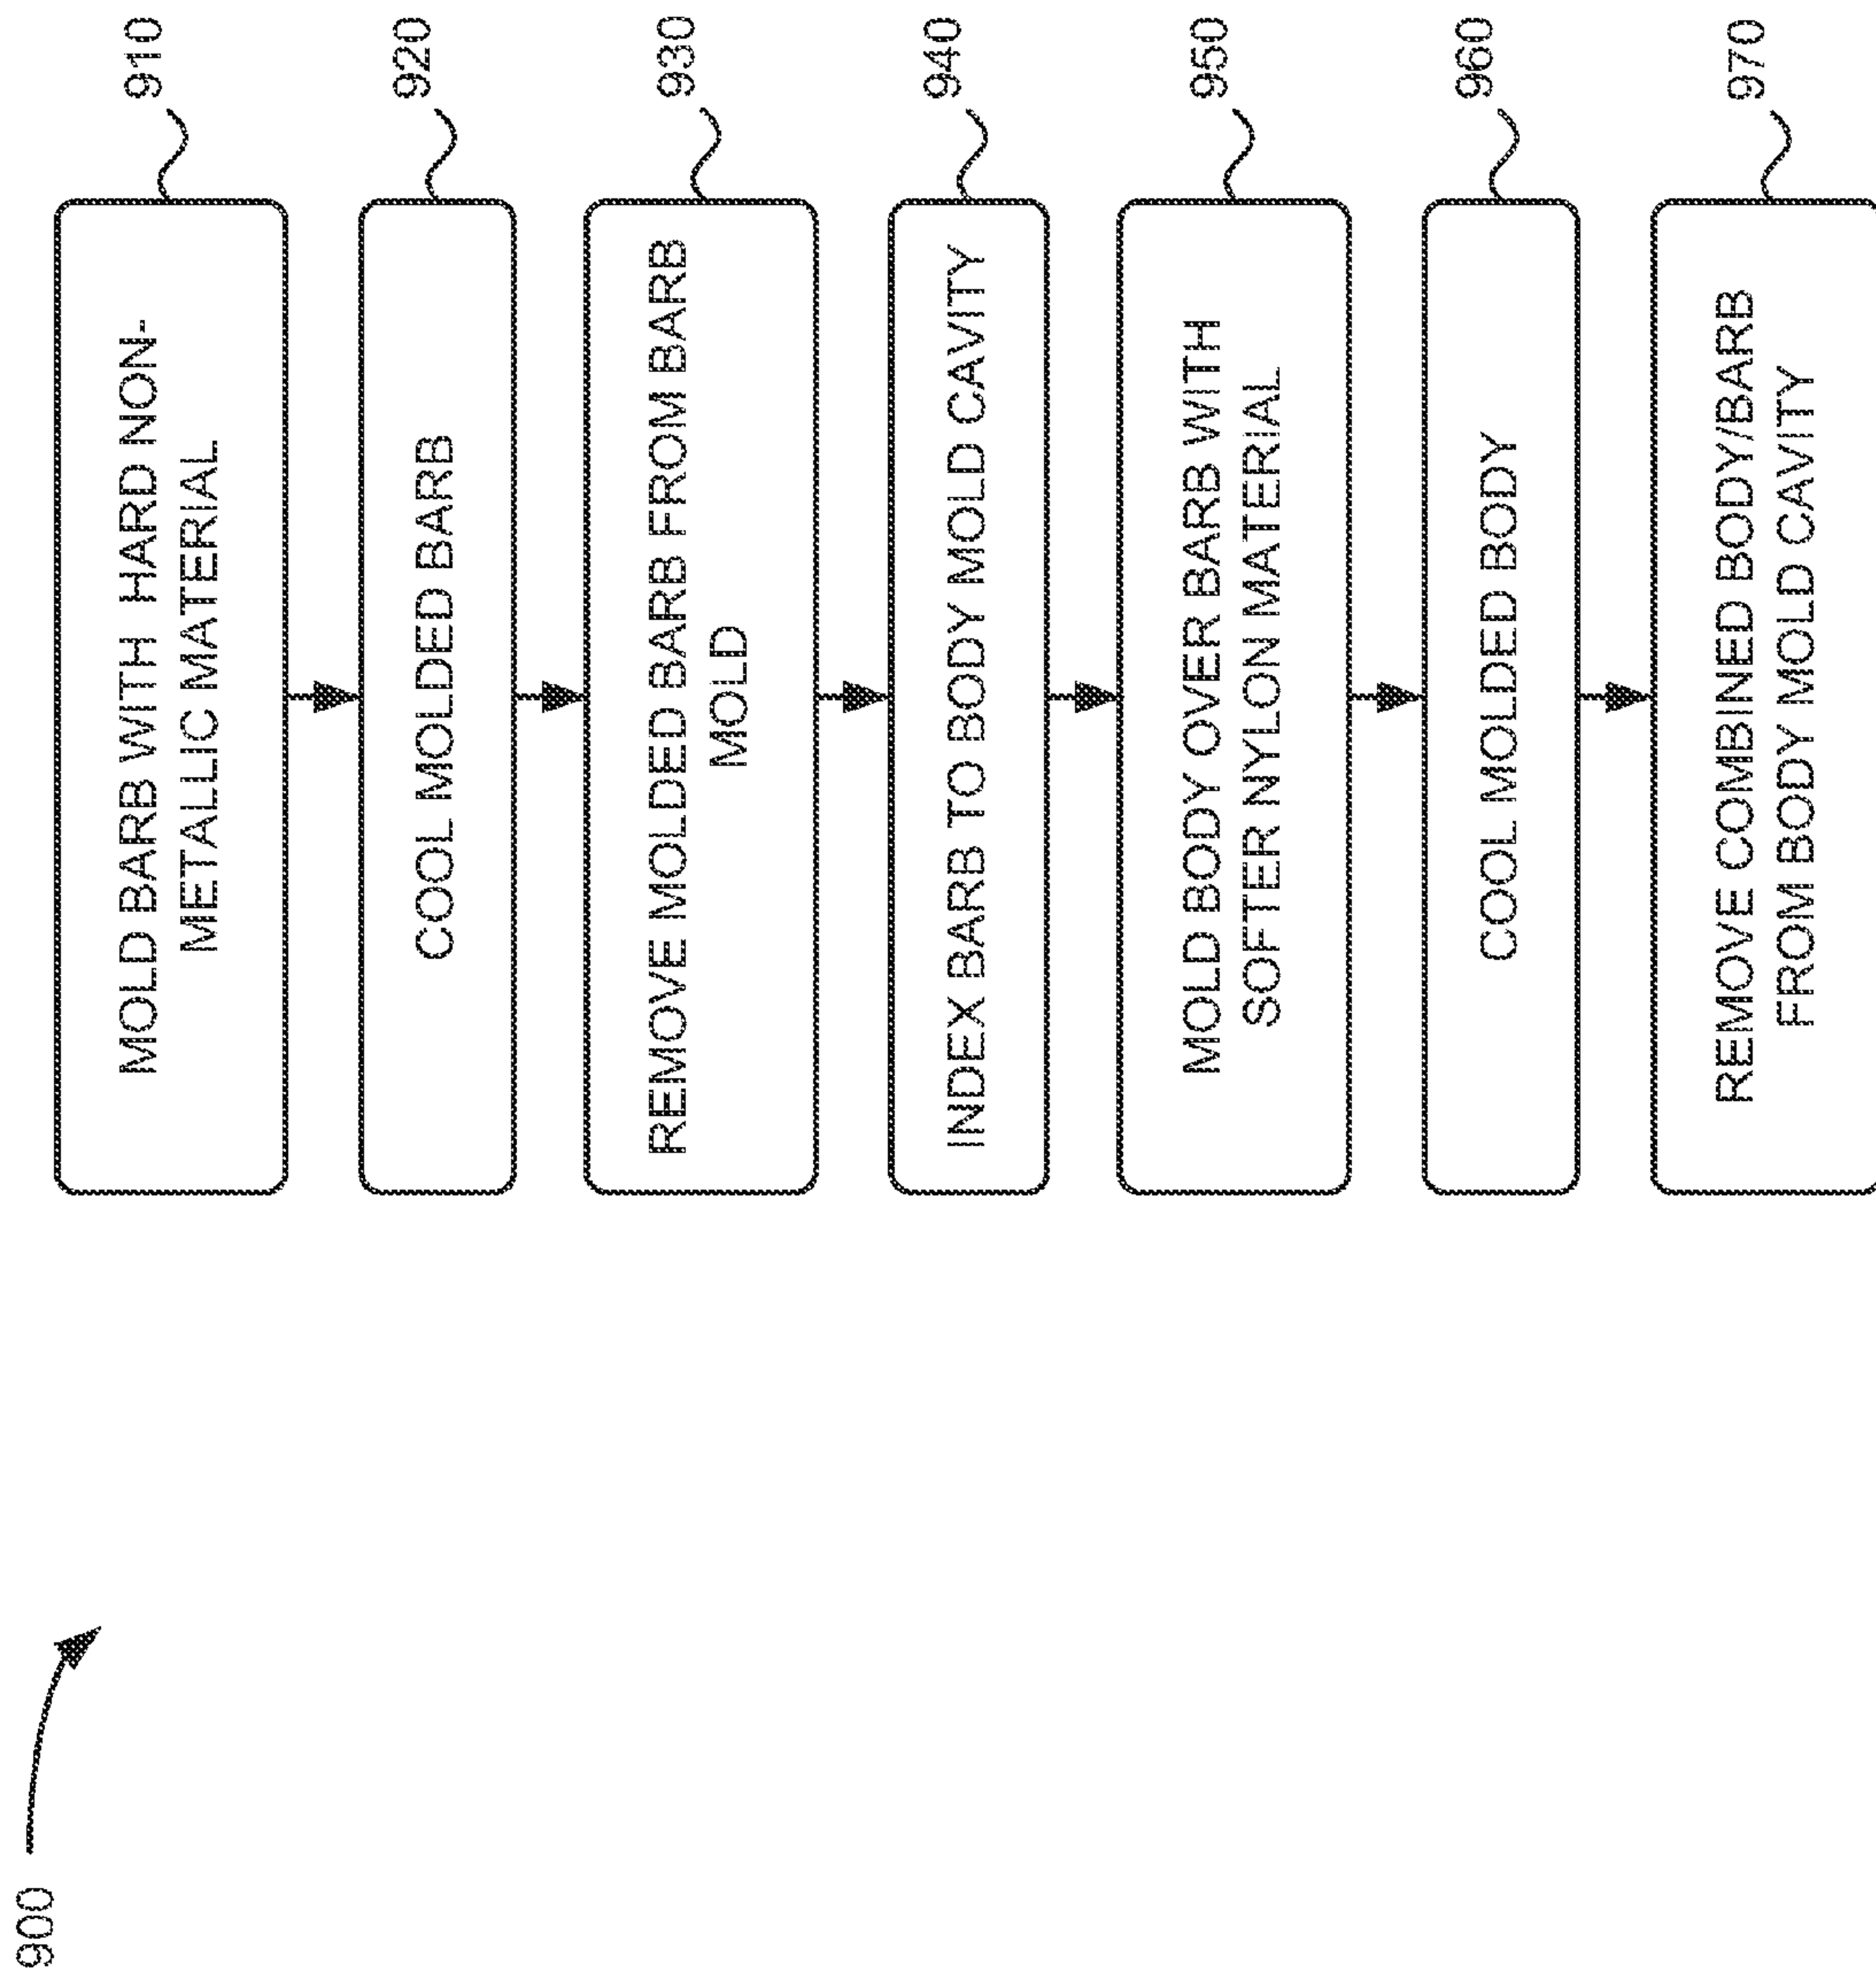 900
MOLD BARB WITH HARD NON-
METALLIC MATERIAL
910
COOL MOLDED BARB
920
REMOVE MOLDED BARB FROM BARB
MOLD
930
INDEX BARB TO BODY MOLD CAVITY
940
MOLD BODY OVER BARB WITH
SOFTER NYLON MATERIAL
950
COOL MOLDED BODY
960
REMOVE COMBINED BODY/BARB
FROM BODY MOLD CAVITY
970